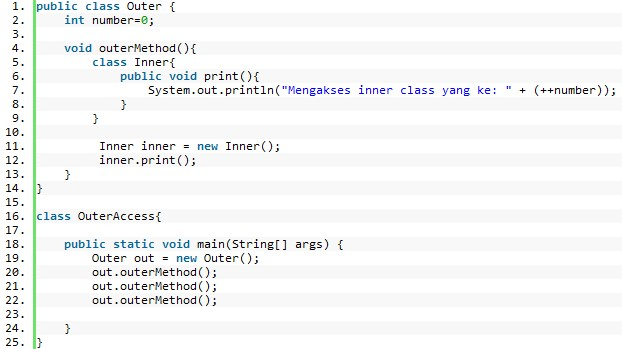 1. public class Outer {
2.     int number=0;
3.
4.     void outerMethod(){
5.         class Inner{
6.             public void print(){
7.                 System.out.println("Mengakses inner class yang ke: " + (++number));
8.             }
9.         }
10.
11.          Inner inner = new Inner();
12.          inner.print();
13.     }
14. }
15.
16. class OuterAccess{
17.
18.     public static void main(String[] args) {
19.         Outer out = new Outer();
20.         out.outerMethod();
21.         out.outerMethod();
22.         out.outerMethod();
23.
24.     }
25. }